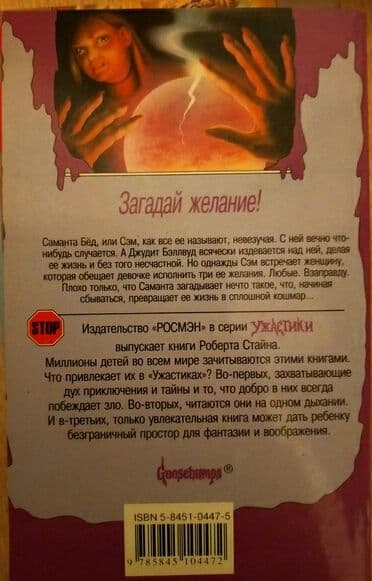 Загадай желание!
Саманта Бёд, или Сэм, как все ее называют, невезучая. С ней вечно что-
нибудь случается. А Джудит Бэллвуд всячески издевается над ней, делая
ее жизнь и без того несчастной. Но однажды Сэм встречает женщину,
которая обещает девочке исполнить три ее желания. Любые. Взаправду.
Плохо только, что Саманта загадывает нечто такое, что, начиная
сбываться, превращает ее жизнь в сплошной кошмар...
STOP
Издательство «РОСМЭН» в серии УЖАСТИКИ
выпускает книги Роберта Стайна.
Миллионы детей во всем мире зачитываются этими книгами.
Что привлекает их в «Ужастиках»? Во-первых, захватывающие
дух приключения и тайны и то, что добро в них всегда
побеждает зло. Во-вторых, читаются они на одном дыхании.
И в-третьих, только увлекательная книга может дать ребенку
безграничный простор для фантазии и воображения.
Goosebumps®
ISBN 5-8451-0447-5
9 785845 104472